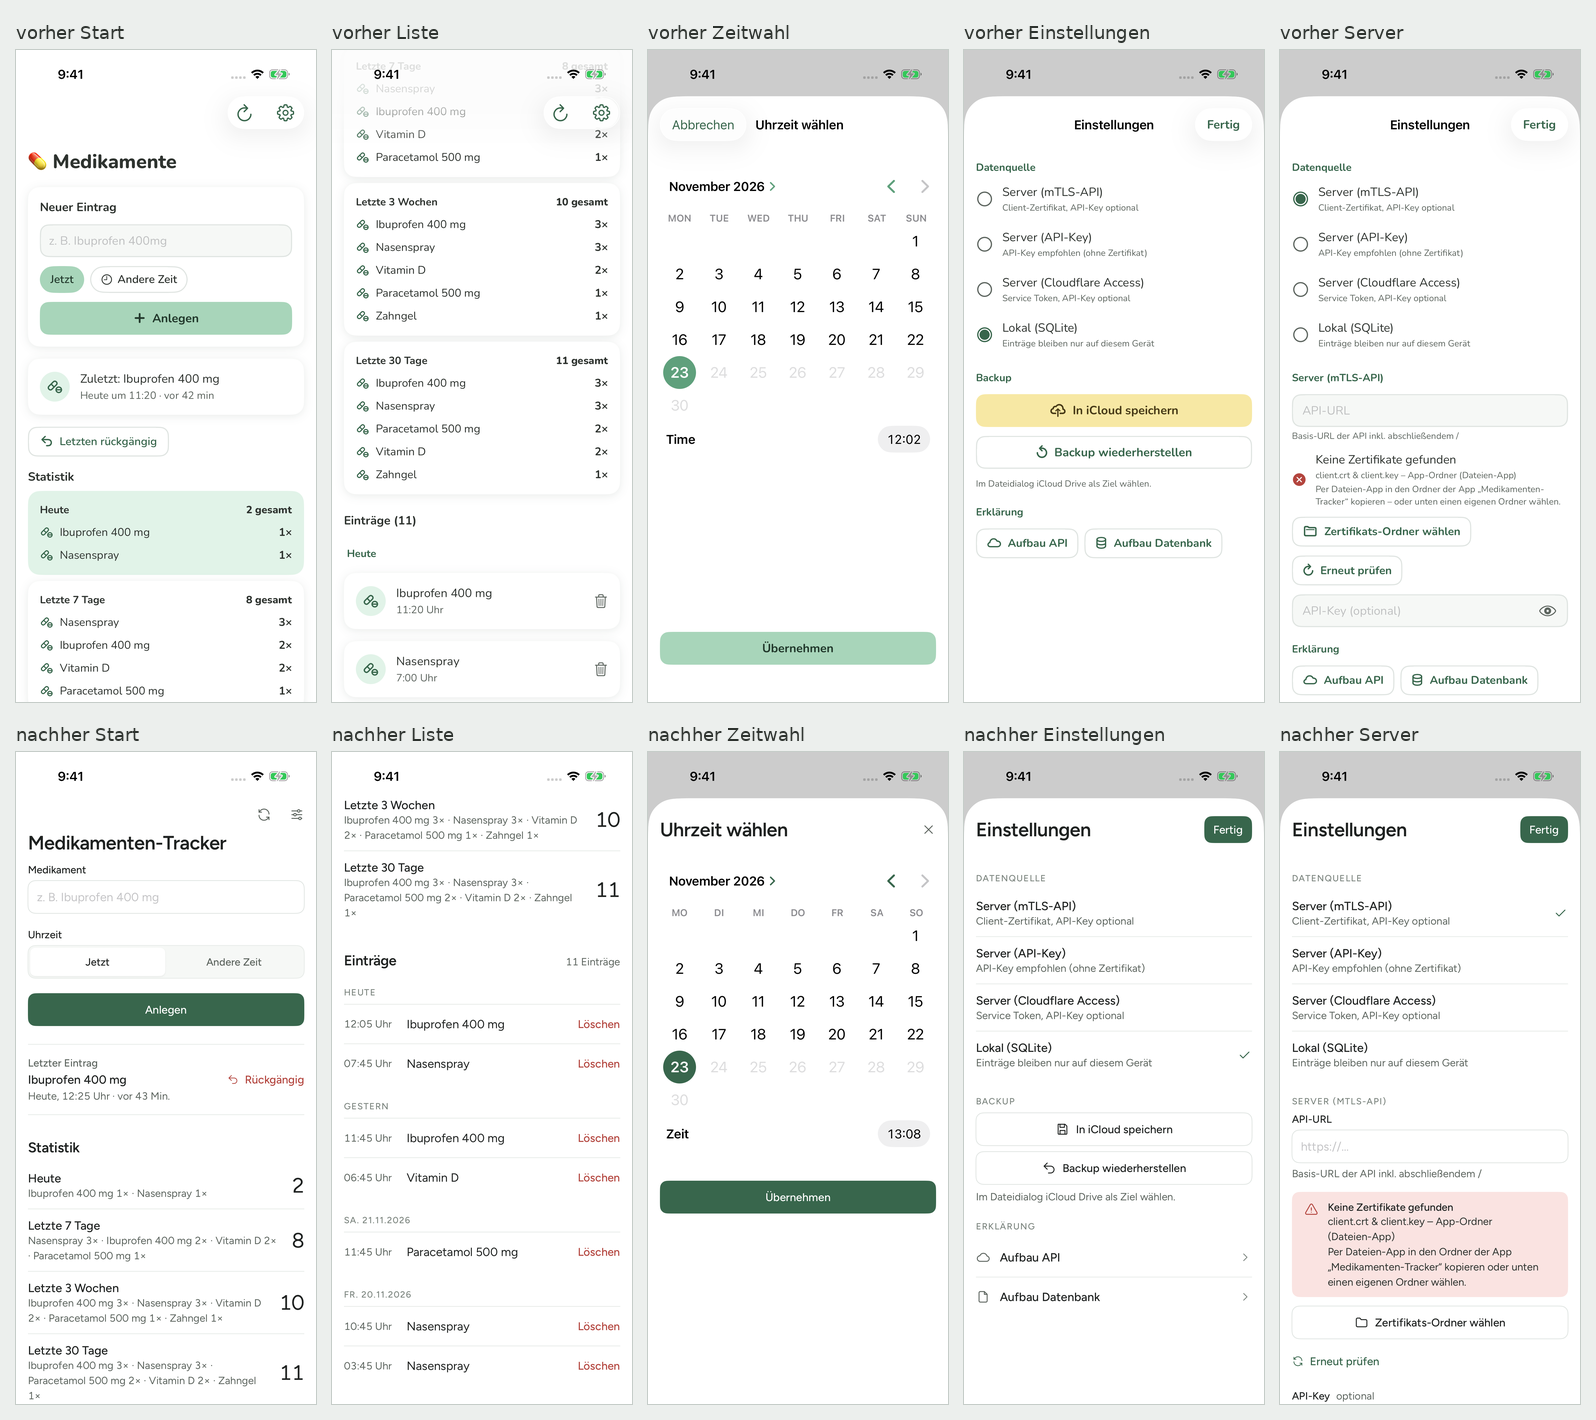 vorher Start
9:41
💊 Medikamente
Neuer Eintrag
z. B. Ibuprofen 400mg
Jetzt
Andere Zeit
+ Anlegen
Zuletzt: Ibuprofen 400 mg
Heute um 11:20 · vor 42 min
Letzten rückgängig
Statistik
Heute 2 gesamt
Ibuprofen 400 mg 1×
Nasenspray 1×
Letzte 7 Tage 8 gesamt
Nasenspray 3×
Ibuprofen 400 mg 2×
Vitamin D 2×
Paracetamol 500 mg 1×
vorher Liste
Letzte 7 Tage 8 gesamt
9:41
Nasenspray 3×
Ibuprofen 400 mg
Vitamin D 2×
Paracetamol 500 mg 1×
Letzte 3 Wochen 10 gesamt
Ibuprofen 400 mg 3×
Nasenspray 3×
Vitamin D 2×
Paracetamol 500 mg 1×
Zahngel 1×
Letzte 30 Tage 11 gesamt
Ibuprofen 400 mg 3×
Nasenspray 3×
Paracetamol 500 mg 2×
Vitamin D 2×
Zahngel 1×
Einträge (11)
Heute
Ibuprofen 400 mg
11:20 Uhr
Nasenspray
7:00 Uhr
vorher Zeitwahl
9:41
Abbrechen Uhrzeit wählen
November 2026 >
MON TUE WED THU FRI SAT SUN
1
2 3 4 5 6 7 8
9 10 11 12 13 14 15
16 17 18 19 20 21 22
23 24 25 26 27 28 29
30
Time 12:02
Übernehmen
vorher Einstellungen
9:41
Einstellungen Fertig
Datenquelle
Server (mTLS-API)
Client-Zertifikat, API-Key optional
Server (API-Key)
API-Key empfohlen (ohne Zertifikat)
Server (Cloudflare Access)
Service Token, API-Key optional
Lokal (SQLite)
Einträge bleiben nur auf diesem Gerät
Backup
In iCloud speichern
Backup wiederherstellen
Im Dateidialog iCloud Drive als Ziel wählen.
Erklärung
Aufbau API Aufbau Datenbank
vorher Server
9:41
Einstellungen Fertig
Datenquelle
Server (mTLS-API)
Client-Zertifikat, API-Key optional
Server (API-Key)
API-Key empfohlen (ohne Zertifikat)
Server (Cloudflare Access)
Service Token, API-Key optional
Lokal (SQLite)
Einträge bleiben nur auf diesem Gerät
Server (mTLS-API)
API-URL
Basis-URL der API inkl. abschließendem /
Keine Zertifikate gefunden
client.crt & client.key – App-Ordner (Dateien-App)
Per Dateien-App in den Ordner der App „Medikamenten-
Tracker“ kopieren – oder unten einen eigenen Ordner wählen.
Zertifikats-Ordner wählen
Erneut prüfen
API-Key (optional)
Erklärung
Aufbau API Aufbau Datenbank
nachher Start
9:41
Medikamenten-Tracker
Medikament
z. B. Ibuprofen 400 mg
Uhrzeit
Jetzt Andere Zeit
Anlegen
Letzter Eintrag
Ibuprofen 400 mg Rückgängig
Heute, 12:25 Uhr · vor 43 Min.
Statistik
Heute 2
Ibuprofen 400 mg 1× · Nasenspray 1×
Letzte 7 Tage 8
Nasenspray 3× · Ibuprofen 400 mg 2× · Vitamin D 2×
· Paracetamol 500 mg 1×
Letzte 3 Wochen 10
Ibuprofen 400 mg 3× · Nasenspray 3× · Vitamin D
2× · Paracetamol 500 mg 1× · Zahngel 1×
Letzte 30 Tage 11
Ibuprofen 400 mg 3× · Nasenspray 3× ·
Paracetamol 500 mg 2× · Vitamin D 2× · Zahngel
1×
nachher Liste
9:41
Letzte 3 Wochen 10
Ibuprofen 400 mg 3× · Nasenspray 3× · Vitamin D
2× · Paracetamol 500 mg 1× · Zahngel 1×
Letzte 30 Tage 11
Ibuprofen 400 mg 3× · Nasenspray 3× ·
Paracetamol 500 mg 2× · Vitamin D 2× · Zahngel
1×
Einträge 11 Einträge
HEUTE
12:05 Uhr Ibuprofen 400 mg Löschen
07:45 Uhr Nasenspray Löschen
GESTERN
11:45 Uhr Ibuprofen 400 mg Löschen
06:45 Uhr Vitamin D Löschen
SA. 21.11.2026
11:45 Uhr Paracetamol 500 mg Löschen
FR. 20.11.2026
10:45 Uhr Nasenspray Löschen
03:45 Uhr Nasenspray Löschen
nachher Zeitwahl
9:41
Uhrzeit wählen
November 2026 >
MO DI MI DO FR SA SO
1
2 3 4 5 6 7 8
9 10 11 12 13 14 15
16 17 18 19 20 21 22
23 24 25 26 27 28 29
30
Zeit 13:08
Übernehmen
nachher Einstellungen
9:41
Einstellungen Fertig
DATENQUELLE
Server (mTLS-API)
Client-Zertifikat, API-Key optional
Server (API-Key)
API-Key empfohlen (ohne Zertifikat)
Server (Cloudflare Access)
Service Token, API-Key optional
Lokal (SQLite)
Einträge bleiben nur auf diesem Gerät
BACKUP
In iCloud speichern
Backup wiederherstellen
Im Dateidialog iCloud Drive als Ziel wählen.
ERKLÄRUNG
Aufbau API
Aufbau Datenbank
nachher Server
9:41
Einstellungen Fertig
DATENQUELLE
Server (mTLS-API)
Client-Zertifikat, API-Key optional
Server (API-Key)
API-Key empfohlen (ohne Zertifikat)
Server (Cloudflare Access)
Service Token, API-Key optional
Lokal (SQLite)
Einträge bleiben nur auf diesem Gerät
SERVER (MTLS-API)
API-URL
https://…
Basis-URL der API inkl. abschließendem /
Keine Zertifikate gefunden
client.crt & client.key – App-Ordner
(Dateien-App)
Per Dateien-App in den Ordner der App
„Medikamenten-Tracker“ kopieren oder unten
einen eigenen Ordner wählen.
Zertifikats-Ordner wählen
Erneut prüfen
API-Key optional